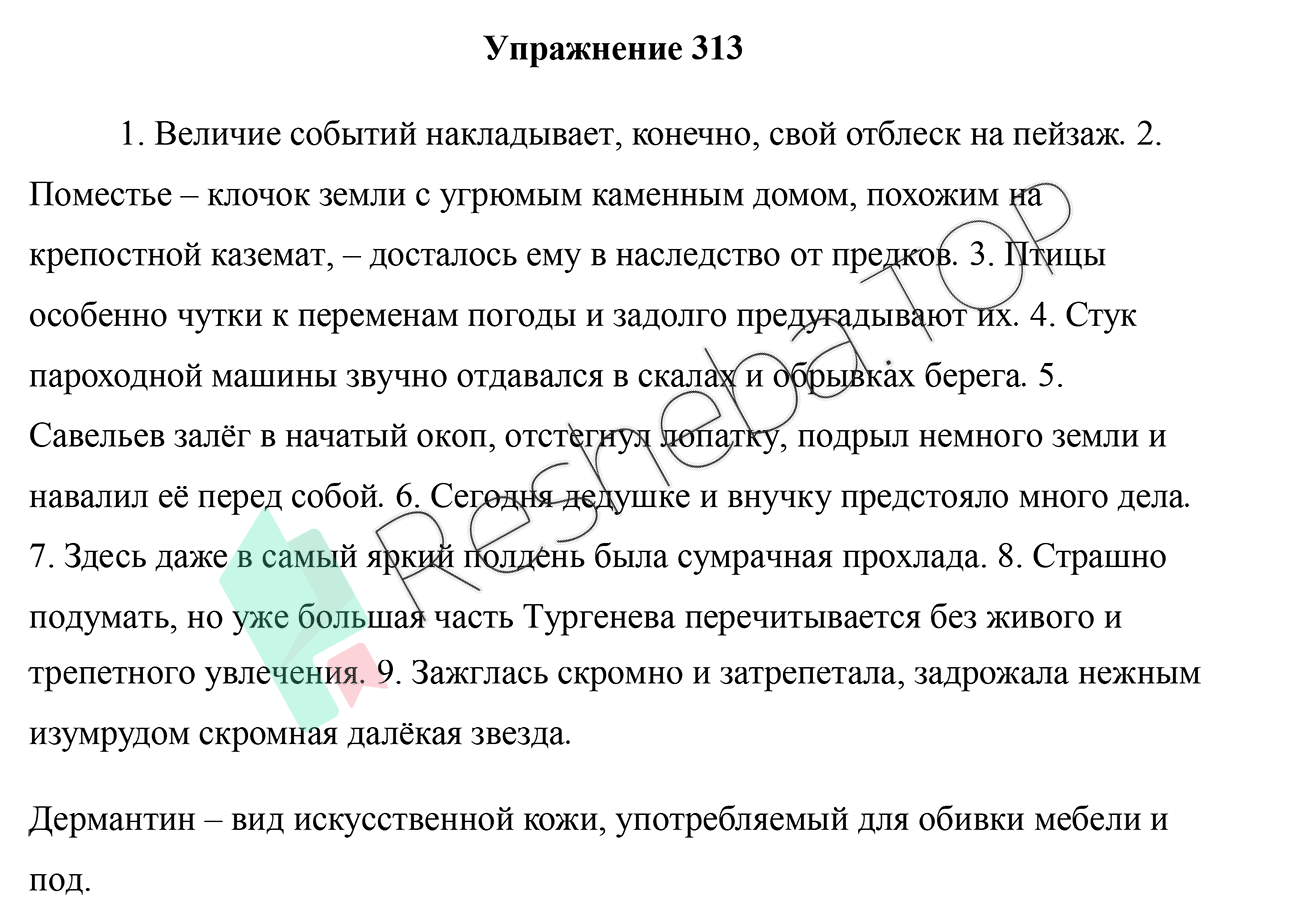 Упражнение 313
1. Величие событий накладывает, конечно, свой отблеск на пейзаж. 2.
Поместье – клочок земли с угрюмым каменным домом, похожим на
крепостной каземат, – досталось ему в наследство от предков. 3. Птицы
особенно чутки к переменам погоды и задолго предугадывают их. 4. Стук
пароходной машины звучно отдавался в скалах и обрывках берега. 5.
Савельев залёг в начатый окоп, отстегнул лопатку, подрыл немного земли и
навалил её перед собой. 6. Сегодня дедушке и внучку предстояло много дела.
7. Здесь даже в самый яркий полдень была сумрачная прохлада. 8. Страшно
подумать, но уже большая часть Тургенева перечитывается без живого и
трепетного увлечения. 9. Зажглась скромно и затрепетала, задрожала нежным
изумрудом скромная далёкая звезда.
Дермантин – вид искусственной кожи, употребляемый для обивки мебели и
под.
Resheba.TOP